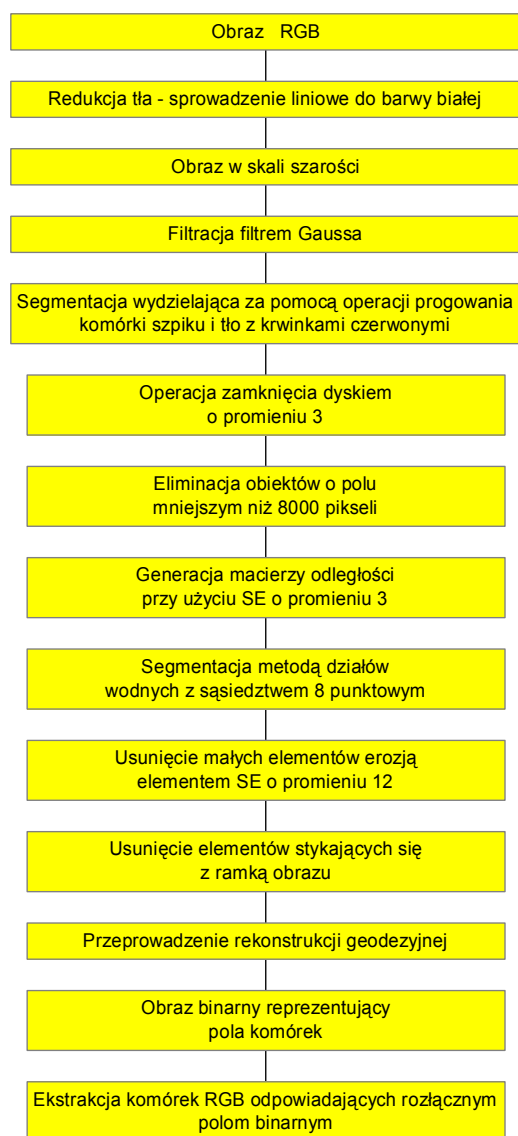 Obraz RGB
Redukcja tła - sprowadzenie liniowe do barwy białej
Obraz w skali szarości
Filtracja filtrem Gaussa
Segmentacja wydzielająca za pomocą operacji progowania
komórki szpiku i tło z krwinkami czerwonymi
Operacja zamknięcia dyskiem
o promieniu 3
Eliminacja obiektów o polu
mniejszym niż 8000 pikseli
Generacja macierzy odległości
przy użyciu SE o promieniu 3
Segmentacja metodą działów
wodnych z sąsiedztwem 8 punktowym
Usunięcie małych elementów erozją
elementem SE o promieniu 12
Usunięcie elementów stykających się
z ramką obrazu
Przeprowadzenie rekonstrukcji geodezyjnej
Obraz binarny reprezentujący
pola komórek
Ekstrakcja komórek RGB odpowiadających rozłącznym
polom binarnym